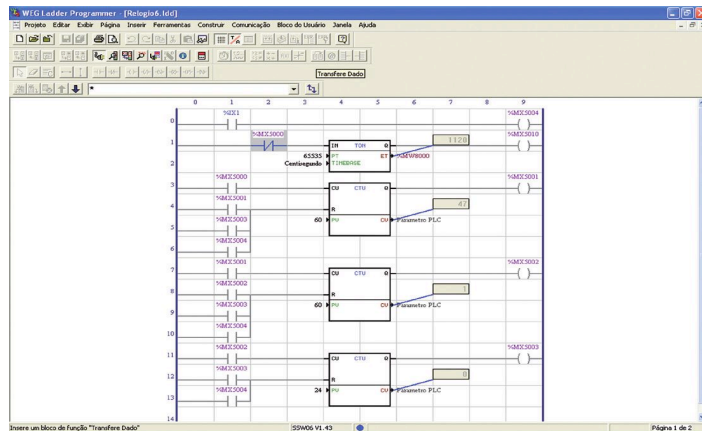 WEG Ladder Programmer - [Relogio6.ldd]
Projeto Editar Exibir Página Inserir Ferramentas Construir Comunicação Bloco do Usuário Janela Ajuda
Transfere Dado
*
0 1 2 3 4 5 6 7 8 9
%IX1 %MX5004
0
%MX5000 1120 %MX5010
1 IN TON Q
65535 PT ET %MW8000
Centisegundo TIMEBASE
2
%MX5000 %MX5001
3 CU CTU Q
%MX5001 47
4 R
%MX5003 60 PV CV Parametro PLC
5
%MX5004
6
%MX5001 %MX5002
7 CU CTU Q
%MX5002 1
8 R
%MX5003 60 PV CV Parametro PLC
9
%MX5004
10
%MX5002 %MX5003
11 CU CTU Q
%MX5003 0
12 R
%MX5004 24 PV CV Parametro PLC
13
14
Insere um bloco de função "Transfere Dado" SSW06 V1.43 Página 1 de 2